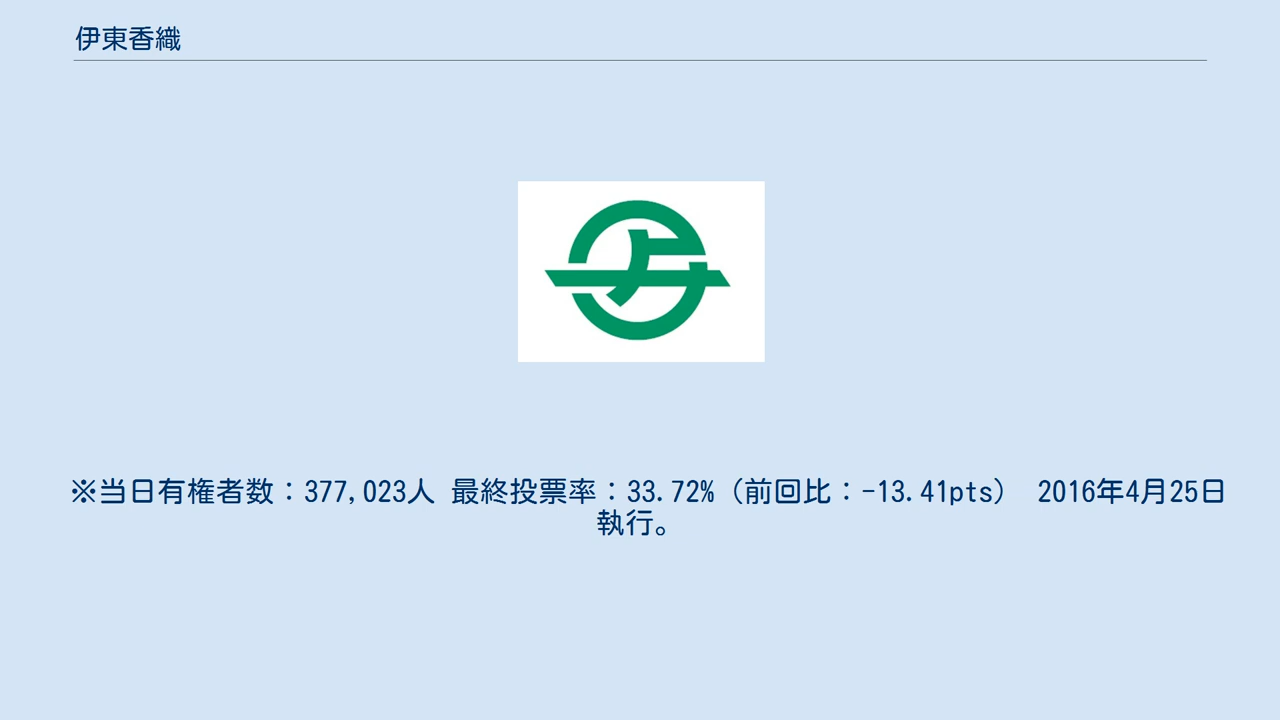 伊東香織
※当日有権者数：377,023人 最終投票率：33.72%（前回比：-13.41pts） 2016年4月25日
執行。